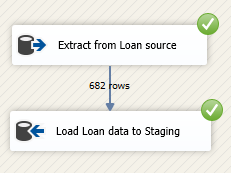 Extract from Loan source
682 rows
Load Loan data to Staging